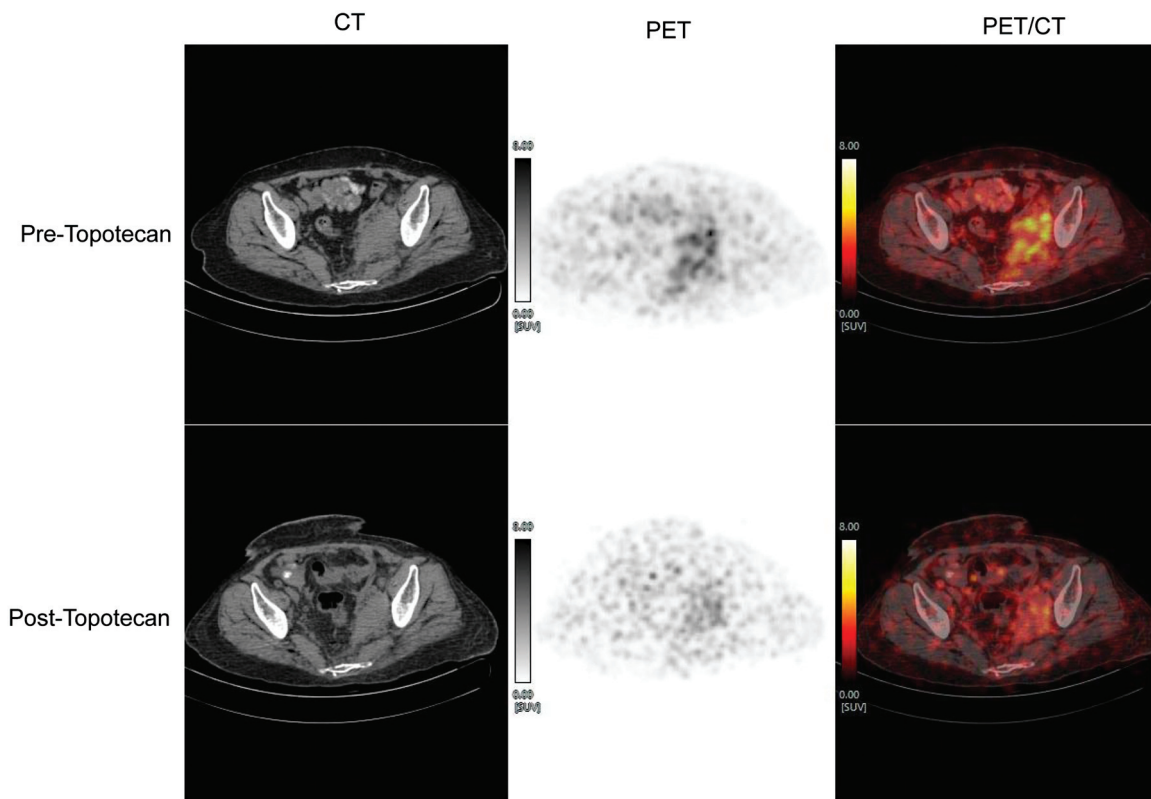 CT
PET
PET/CT
Pre-Topotecan
8.00
0.00
[SUV]
8.00
0.00
[SUV]
Post-Topotecan
8.00
0.00
[SUV]
8.00
0.00
[SUV]